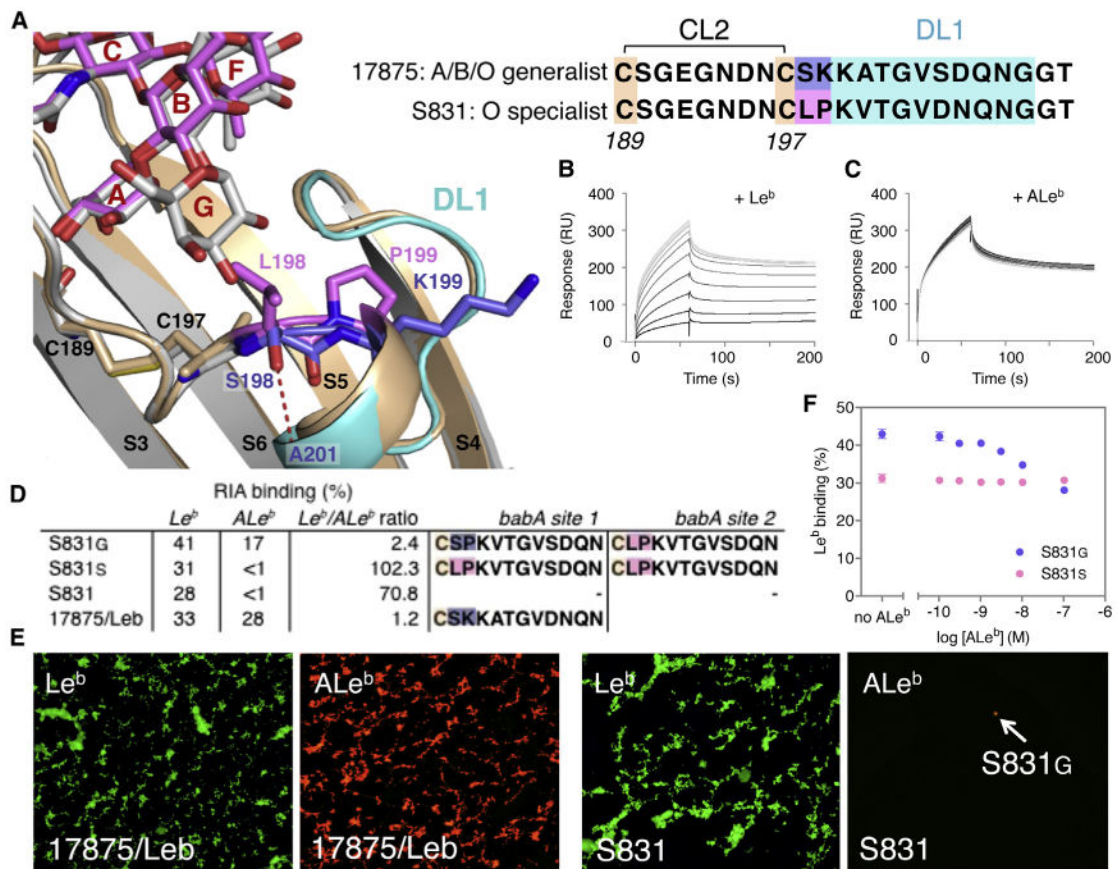 A
C
B
F
A
G
DL1
L198
P199
K199
C197
C189
S198
S5
S3
S6
A201
S4
CL2
DL1
17875: A/B/O generalist CSGEGNDNCSKKATGVSDQNGGT
S831: O specialist CSGEGNDNCLPKVTGVDNQNGGT
189 197
B
+ Leᵇ
Response (RU)
400
300
200
100
0
0 100 200
Time (s)
C
+ ALeᵇ
Response (RU)
400
300
200
100
0
0 100 200
Time (s)
D
RIA binding (%)
Leᵇ ALeᵇ Leᵇ/ALeᵇ ratio babA site 1 babA site 2
S831G 41 17 2.4 CSPKVTGVSDQN CLPKVTGVSDQN
S831S 31 <1 102.3 CLPKVTGVSDQN CLPKVTGVSDQN
S831 28 <1 70.8 - -
17875/Leb 33 28 1.2 CSKKATGVDNQN
F
Leᵇ binding (%)
50
40
30
20
10
0
S831G
S831S
no ALeᵇ -10 -9 -8 -7 -6
log [ALeᵇ] (M)
E
Leᵇ
17875/Leb
ALeᵇ
17875/Leb
Leᵇ
S831
ALeᵇ
S831G
S831